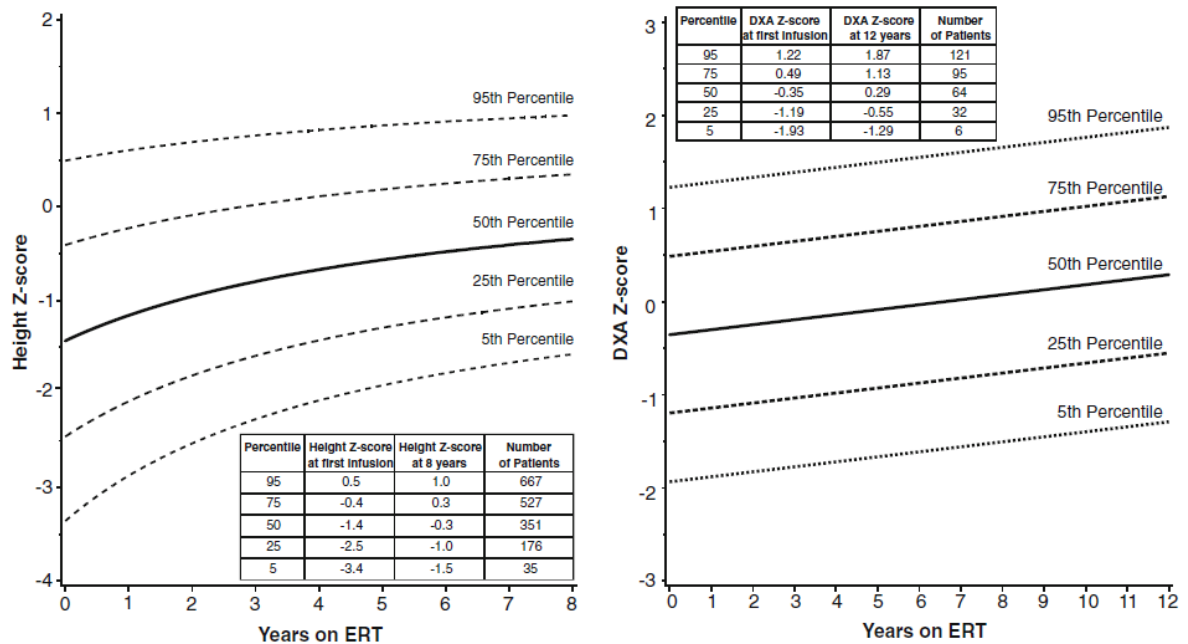 2
1
0
-1
-2
-3
-4
Height Z-score
95th Percentile
75th Percentile
50th Percentile
25th Percentile
5th Percentile
Percentile Height Z-score at first infusion Height Z-score at 8 years Number of Patients
95 0.5 1.0 667
75 -0.4 0.3 527
50 -1.4 -0.3 351
25 -2.5 -1.0 176
5 -3.4 -1.5 35
0 1 2 3 4 5 6 7 8
Years on ERT
3
2
1
0
-1
-2
-3
DXA Z-score
Percentile DXA Z-score at first infusion DXA Z-score at 12 years Number of Patients
95 1.22 1.87 121
75 0.49 1.13 95
50 -0.35 0.29 64
25 -1.19 -0.55 32
5 -1.93 -1.29 6
95th Percentile
75th Percentile
50th Percentile
25th Percentile
5th Percentile
0 1 2 3 4 5 6 7 8 9 10 11 12
Years on ERT